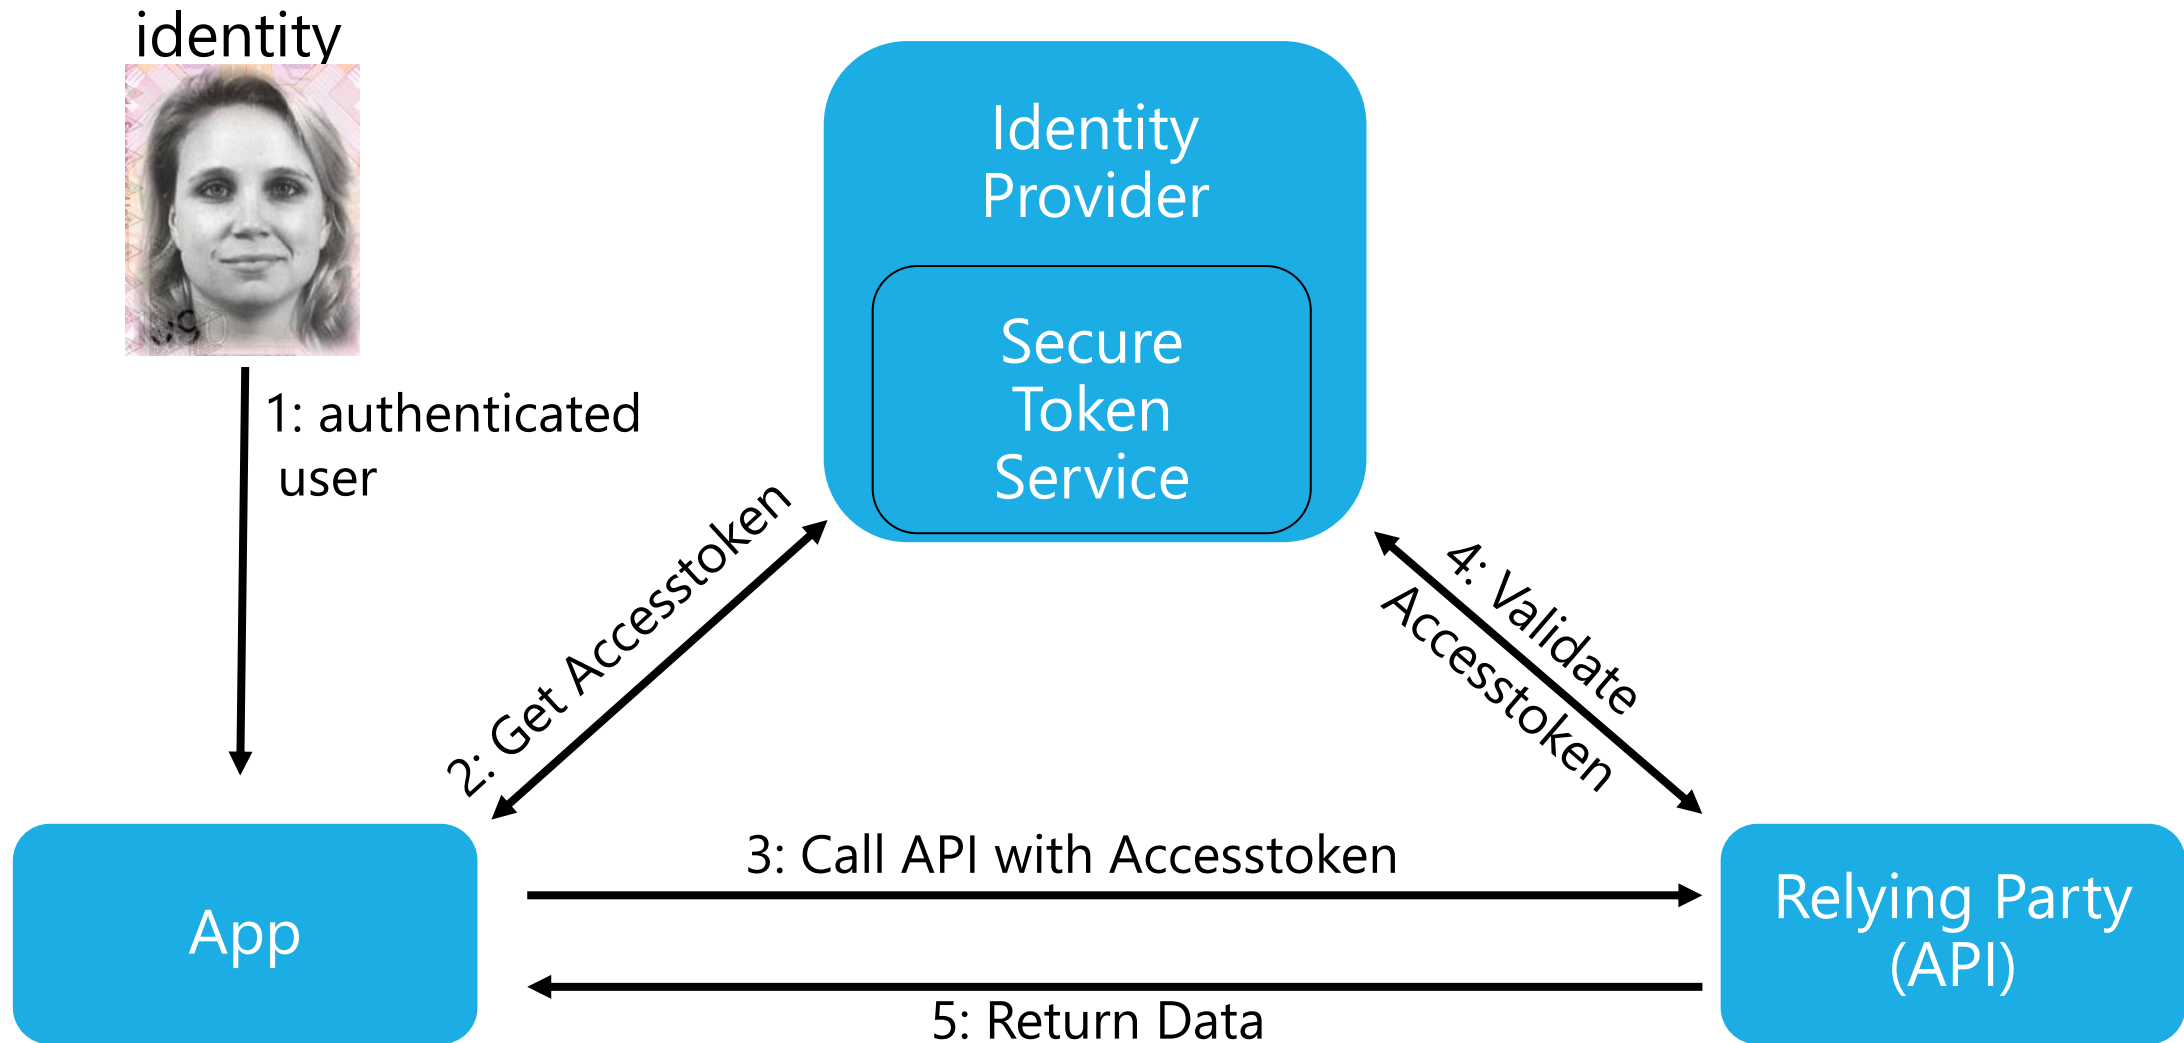 identity
Identity
Provider
Secure
Token
Service
1: authenticated
user
2: Get Accesstoken
4: Validate
Accesstoken
3: Call API with Accesstoken
App
Relying Party
(API)
5: Return Data